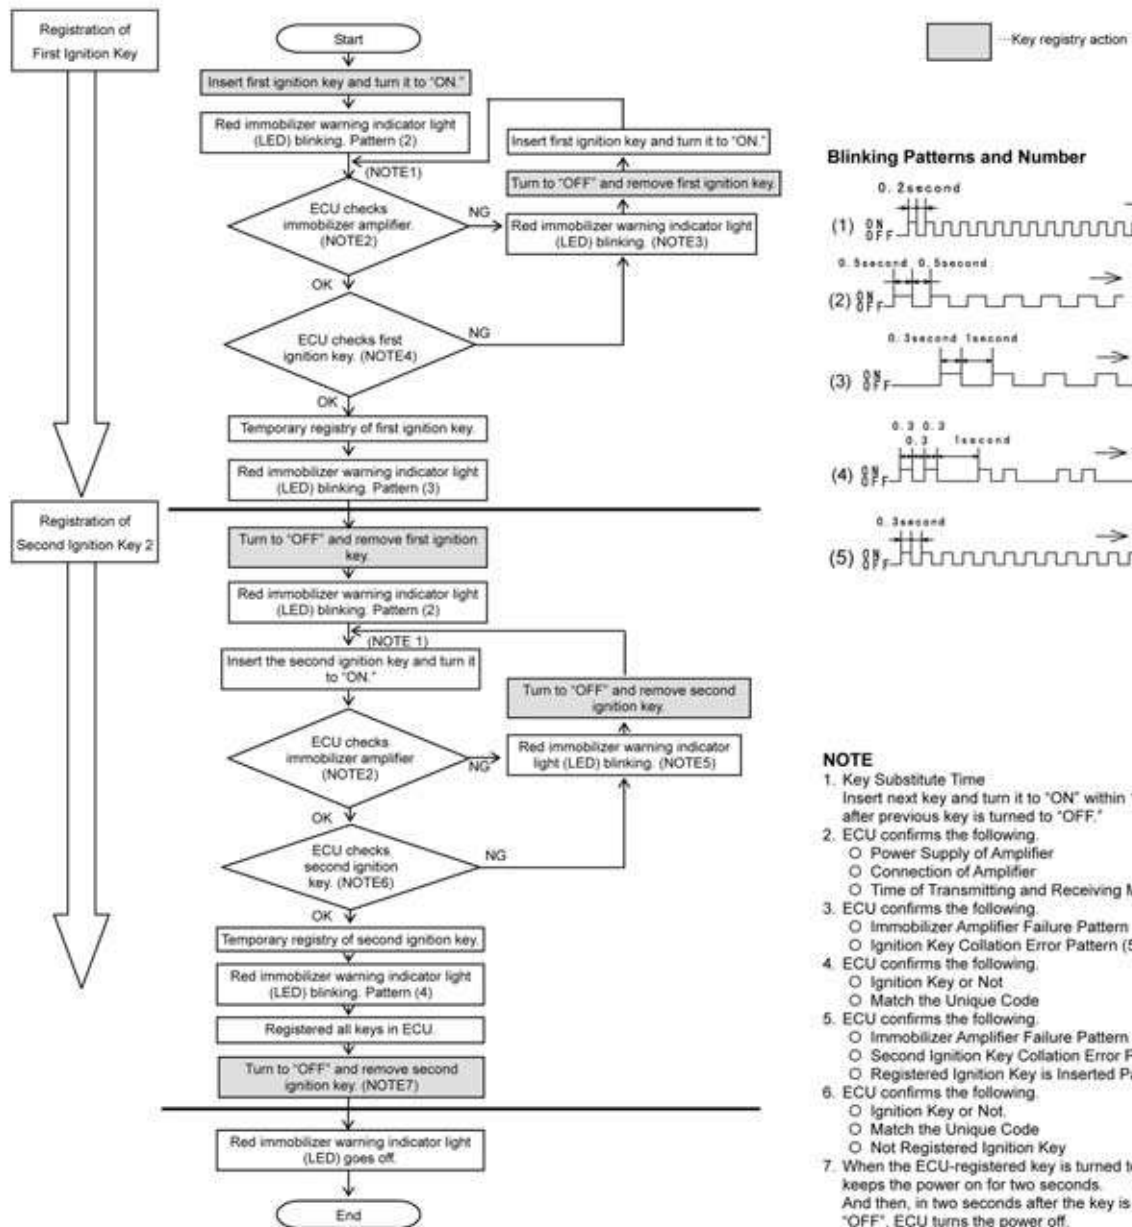 Registration of
First Ignition Key
Start
Insert first ignition key and turn it to "ON."
Red immobilizer warning indicator light
(LED) blinking. Pattern (2)
(NOTE1)
ECU checks
immobilizer amplifier.
(NOTE2)
NG
OK
Insert first ignition key and turn it to "ON."
Turn to "OFF" and remove first ignition key.
Red immobilizer warning indicator light
(LED) blinking. (NOTE3)
ECU checks first
ignition key. (NOTE4)
NG
OK
Temporary registry of first ignition key.
Red immobilizer warning indicator light
(LED) blinking. Pattern (3)
Registration of
Second Ignition Key 2
Turn to "OFF" and remove first ignition
key.
Red immobilizer warning indicator light
(LED) blinking. Pattern (2)
(NOTE 1)
Insert the second ignition key and turn it
to "ON."
ECU checks
immobilizer amplifier
(NOTE2)
NG
OK
Turn to "OFF" and remove second
ignition key.
Red immobilizer warning indicator
light (LED) blinking. (NOTE5)
ECU checks
second ignition
key. (NOTE6)
NG
OK
Temporary registry of second ignition key.
Red immobilizer warning indicator light
(LED) blinking. Pattern (4)
Registered all keys in ECU.
Turn to "OFF" and remove second
ignition key. (NOTE7)
Red immobilizer warning indicator light
(LED) goes off.
End
···Key registry action
Blinking Patterns and Number
0.2second
(1) ON
OFF
0.5second 0.5second
(2) ON
OFF
0.3second 1second
(3) ON
OFF
0.3 0.3
0.3 1second
(4) ON
OFF
0.3second
(5) ON
OFF
NOTE
1. Key Substitute Time
Insert next key and turn it to "ON" within
after previous key is turned to "OFF."
2. ECU confirms the following.
○ Power Supply of Amplifier
○ Connection of Amplifier
○ Time of Transmitting and Receiving
3. ECU confirms the following.
○ Immobilizer Amplifier Failure Pattern
○ Ignition Key Collation Error Pattern (5
4. ECU confirms the following.
○ Ignition Key or Not
○ Match the Unique Code
5. ECU confirms the following.
○ Immobilizer Amplifier Failure Pattern
○ Second Ignition Key Collation Error
○ Registered Ignition Key is Inserted
6. ECU confirms the following.
○ Ignition Key or Not.
○ Match the Unique Code
○ Not Registered Ignition Key
7. When the ECU-registered key is turned
keeps the power on for two seconds.
And then, in two seconds after the key is
"OFF", ECU turns the power off.